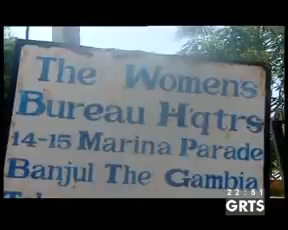 The Womens
Bureau Hqtrs
14-15 Marina Parade
Banjul The Gambia
22:51
GRTS